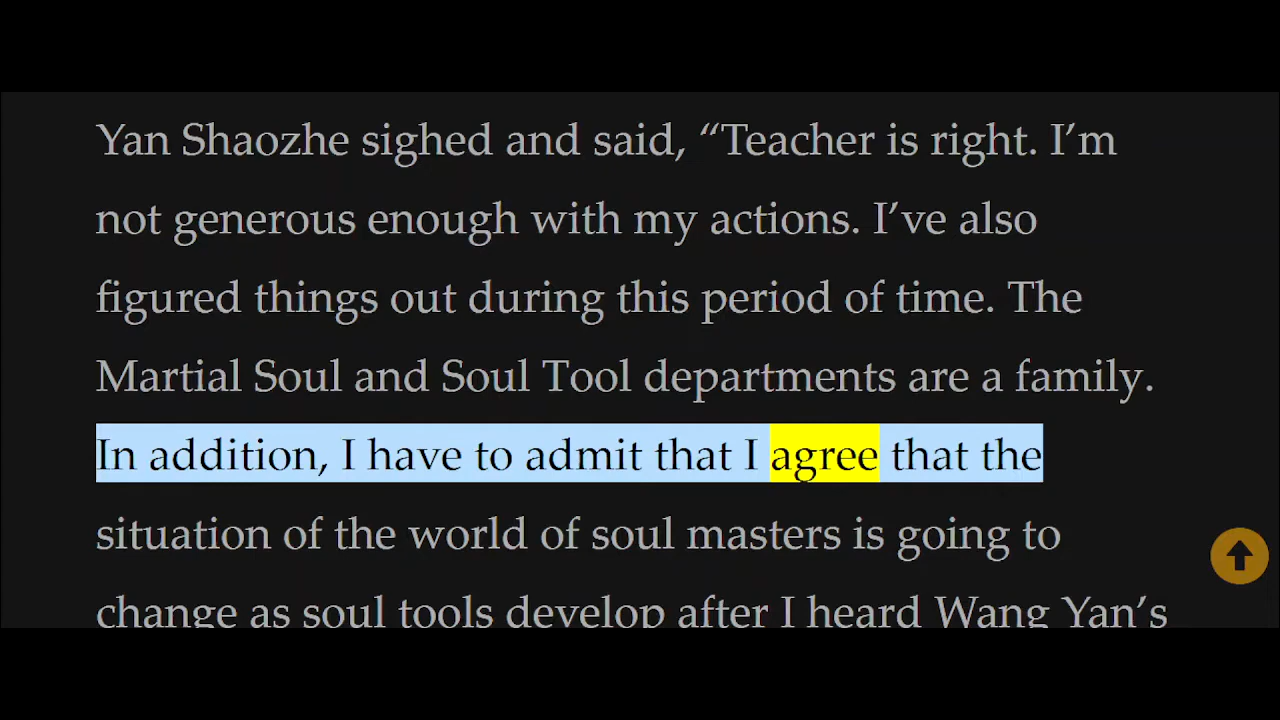 Yan Shaozhe sighed and said, “Teacher is right. I’m
not generous enough with my actions. I’ve also
figured things out during this period of time. The
Martial Soul and Soul Tool departments are a family.
In addition, I have to admit that I agree that the
situation of the world of soul masters is going to
change as soul tools develop after I heard Wang Yan’s